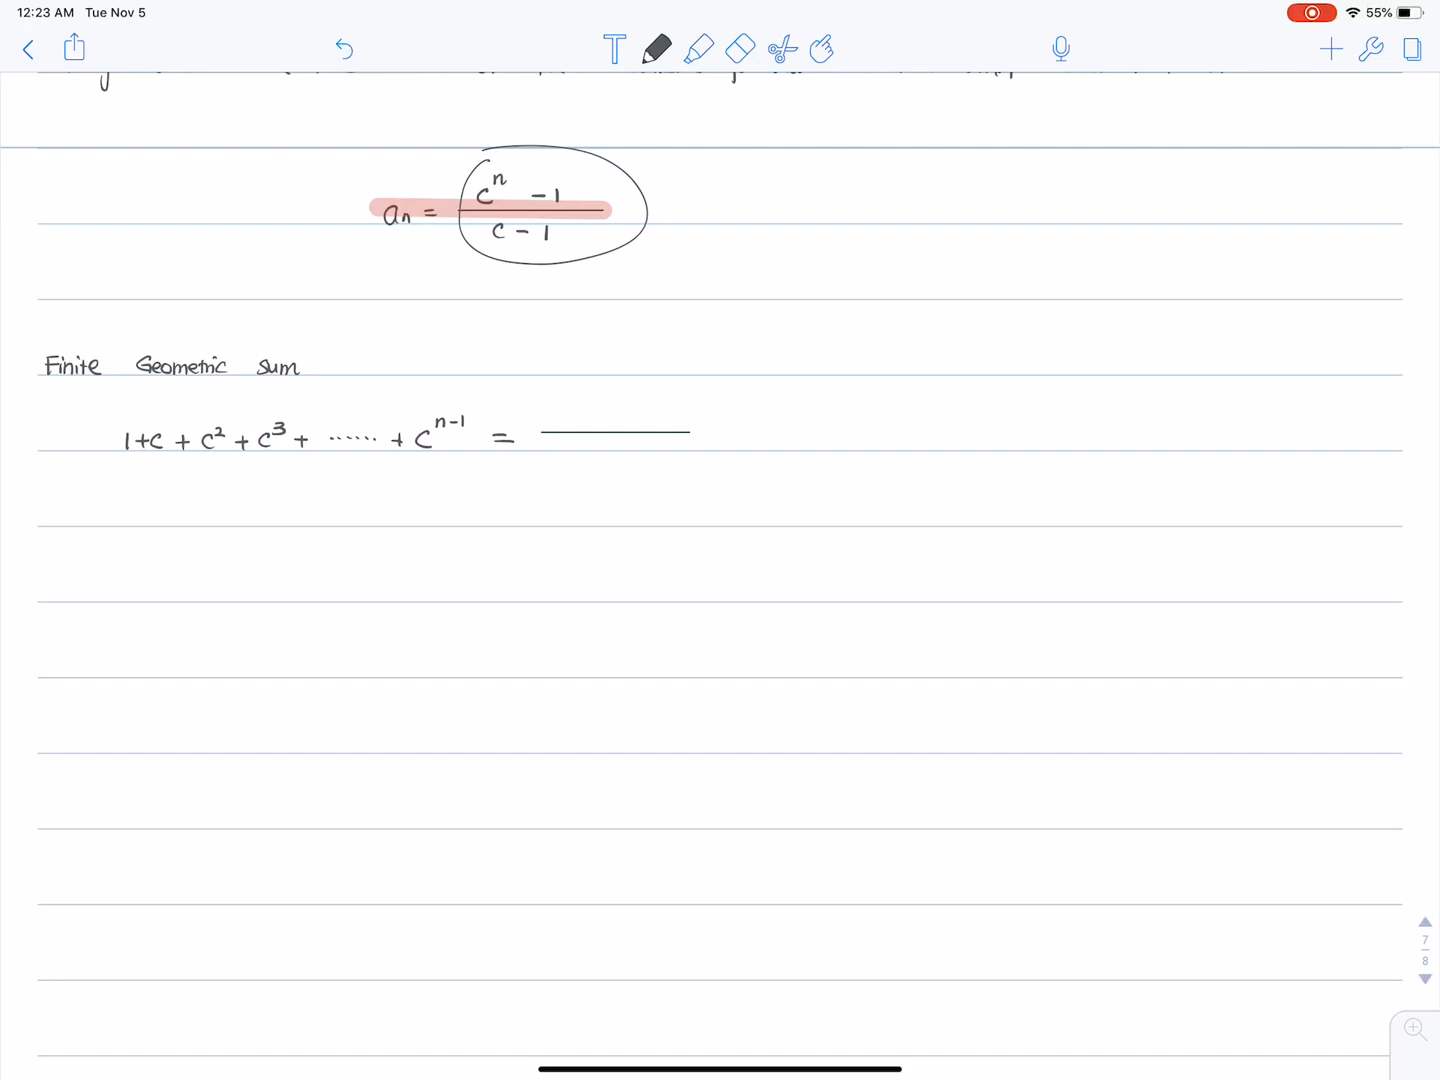 12:23 AM Tue Nov 5 55%
T
aₙ = \frac{cⁿ - 1}{c - 1}
Finite Geometric Sum
1 + c + c² + c³ + ...... + cⁿ⁻¹ =
7
8